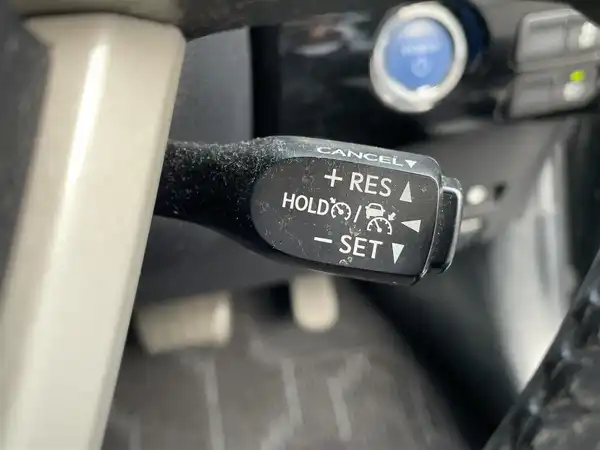 CANCEL▼
+ RES ▲
HOLD / ◀
− SET ▼